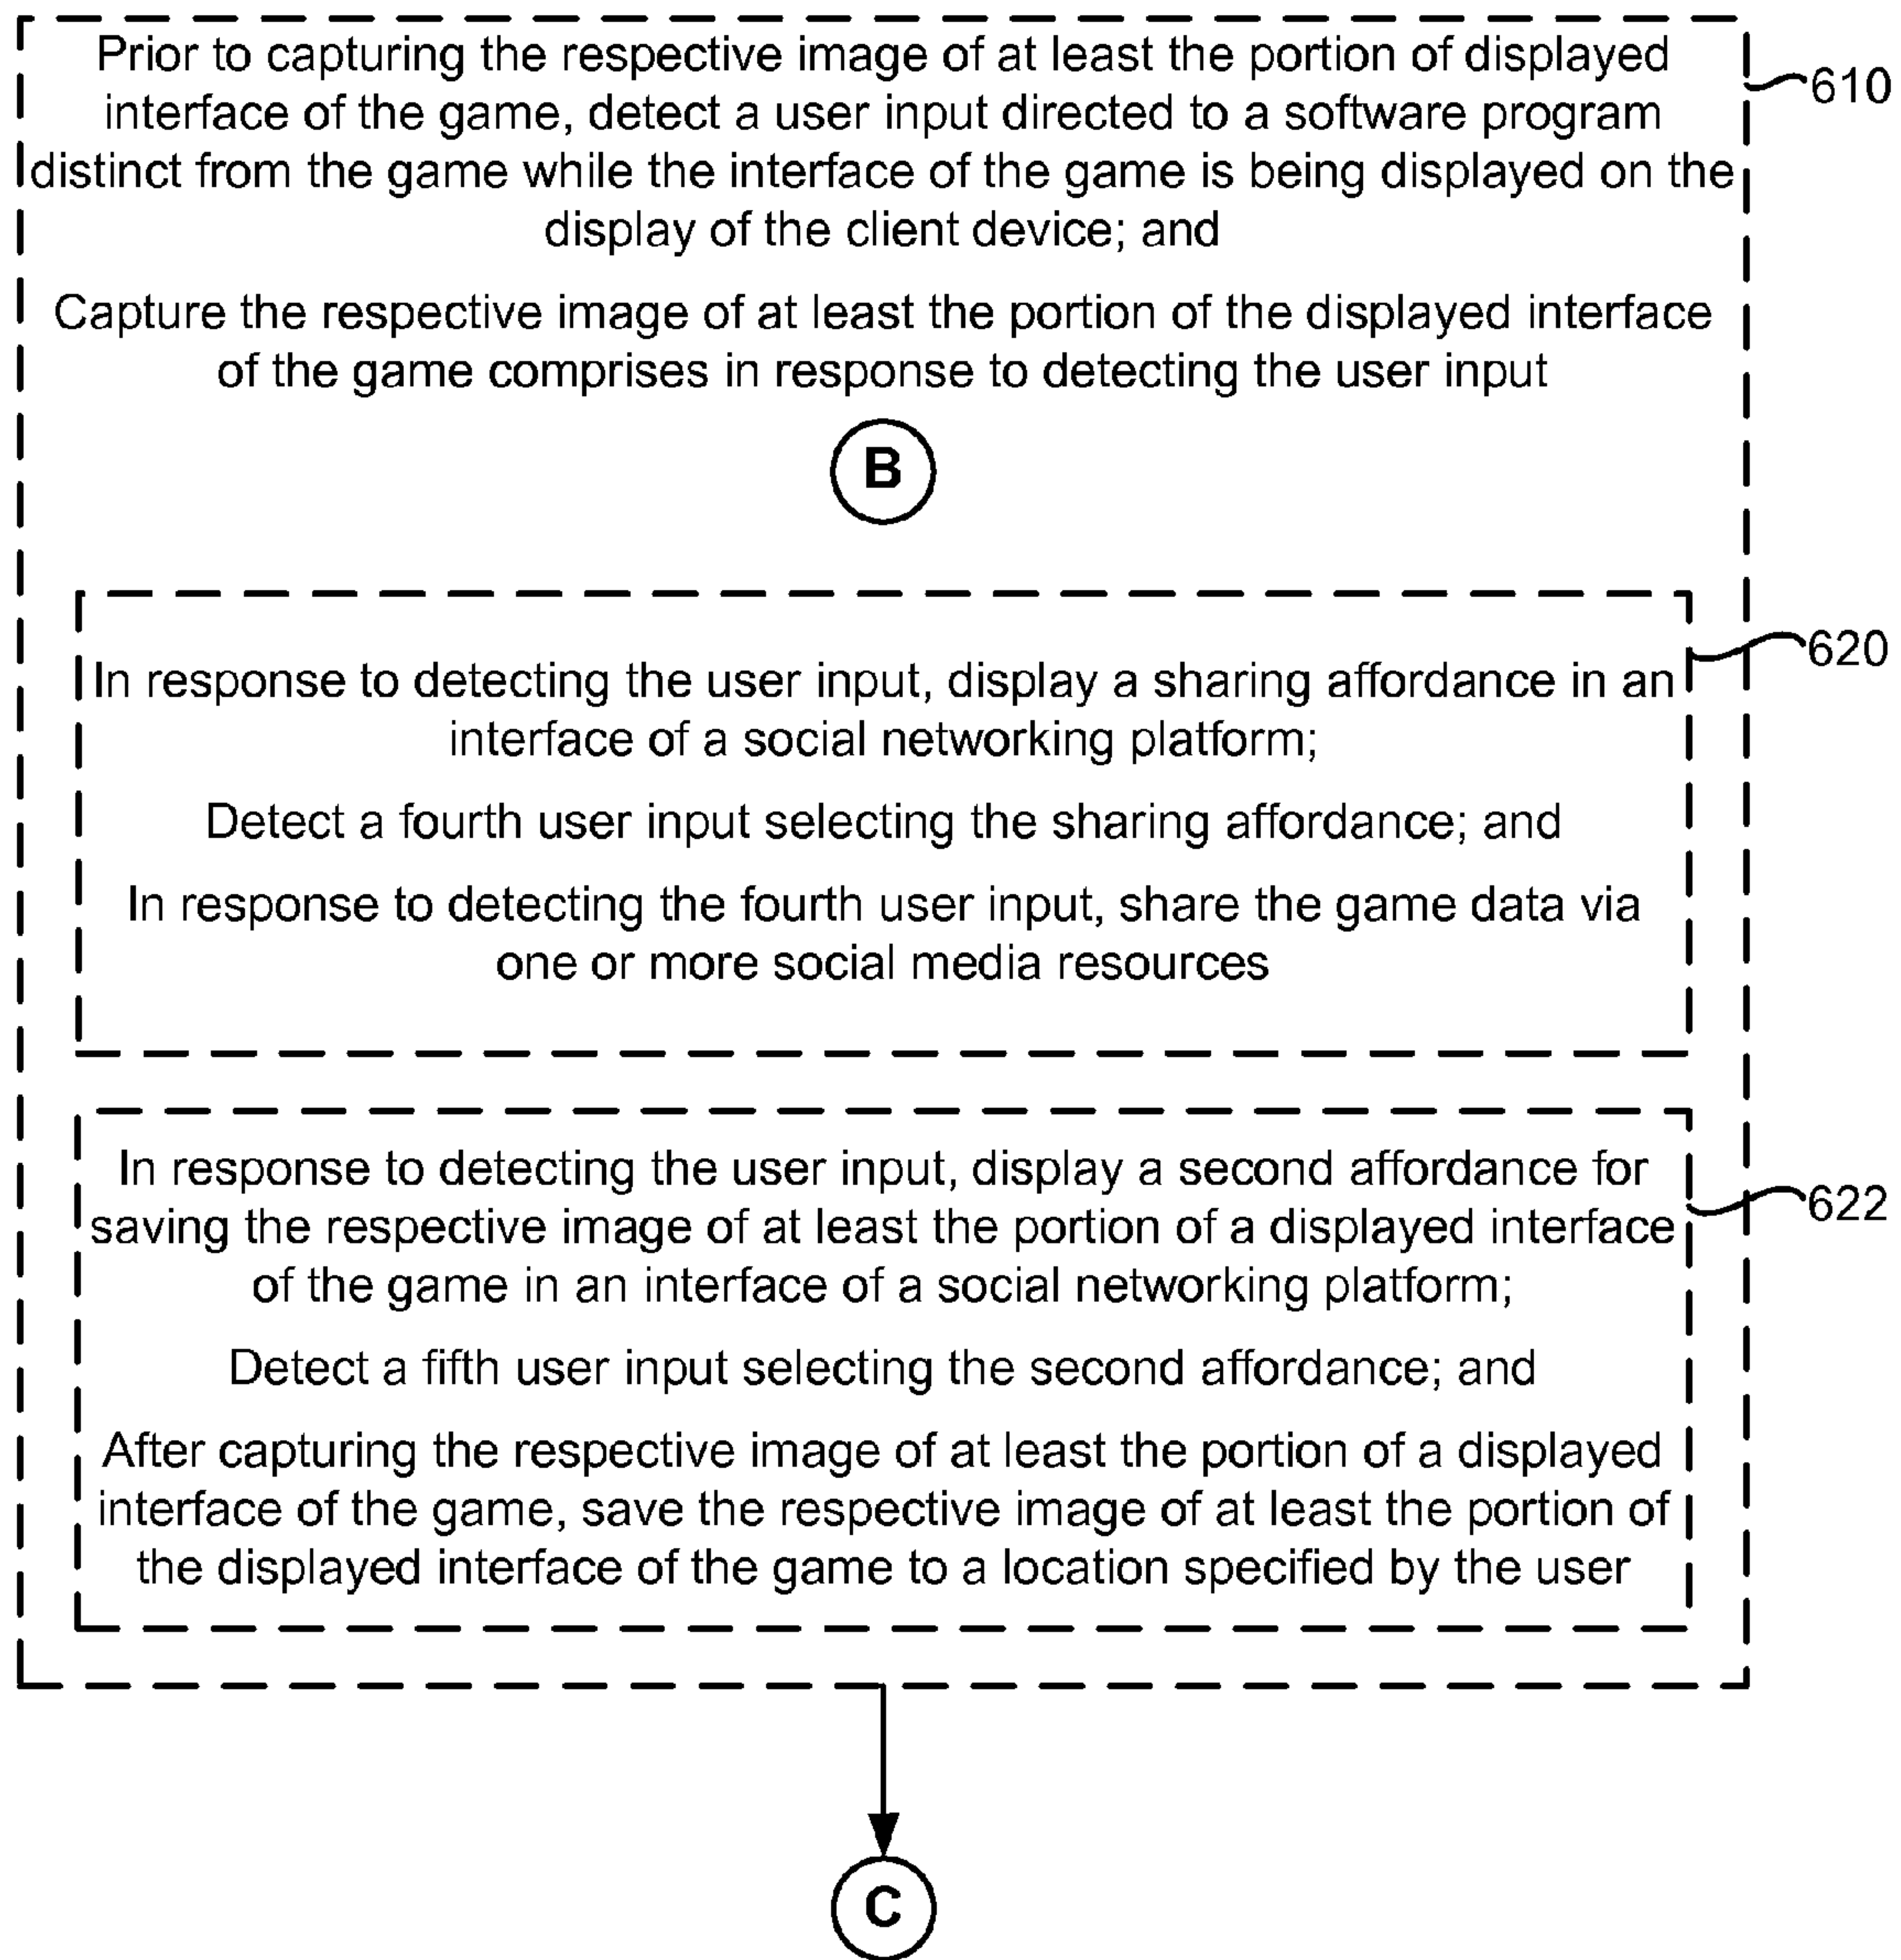 Prior to capturing the respective image of at least the portion of displayed
interface of the game, detect a user input directed to a software program
distinct from the game while the interface of the game is being displayed on the
display of the client device; and
610
Capture the respective image of at least the portion of the displayed interface
of the game comprises in response to detecting the user input
B
620
In response to detecting the user input, display a sharing affordance in an
interface of a social networking platform;
Detect a fourth user input selecting the sharing affordance; and
In response to detecting the fourth user input, share the game data via
one or more social media resources
In response to detecting the user input, display a second affordance for
622
saving the respective image of at least the portion of a displayed interface
of the game in an interface of a social networking platform;
Detect a fifth user input selecting the second affordance; and
After capturing the respective image of at least the portion of a displayed
interface of the game, save the respective image of at least the portion of
the displayed interface of the game to a location specified by the user
C